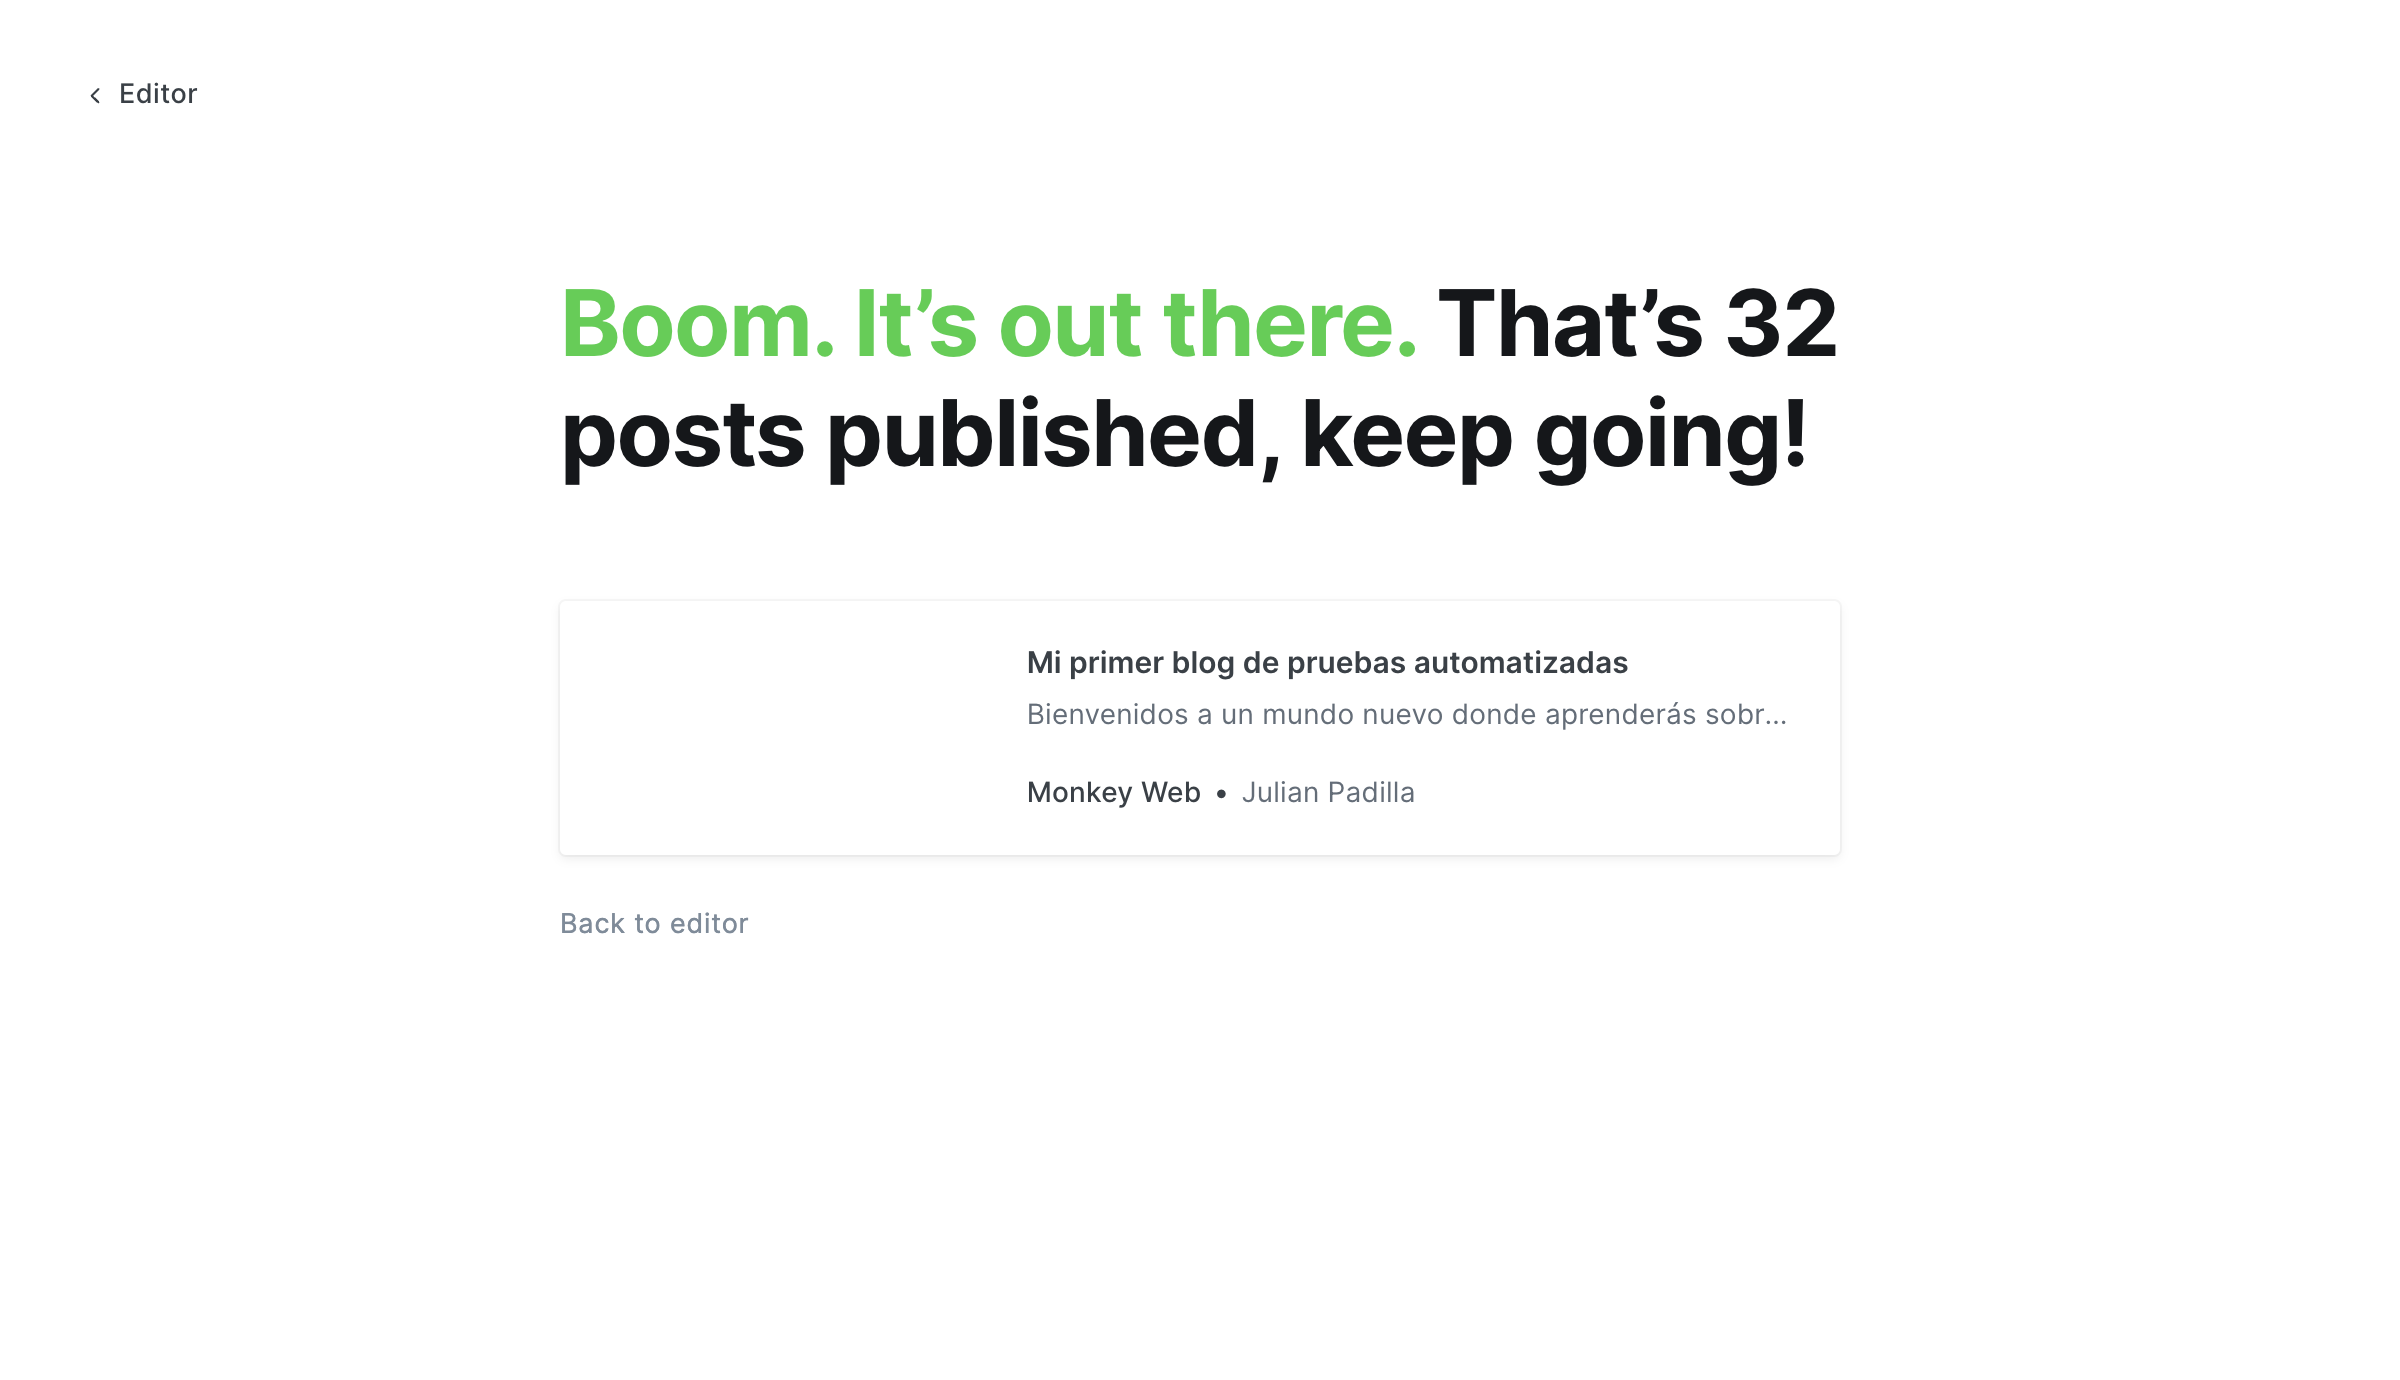 Editor
Boom. It’s out there. That’s 32
posts published, keep going!
Mi primer blog de pruebas automatizadas
Bienvenidos a un mundo nuevo donde aprenderás sobr...
Monkey Web • Julian Padilla
Back to editor